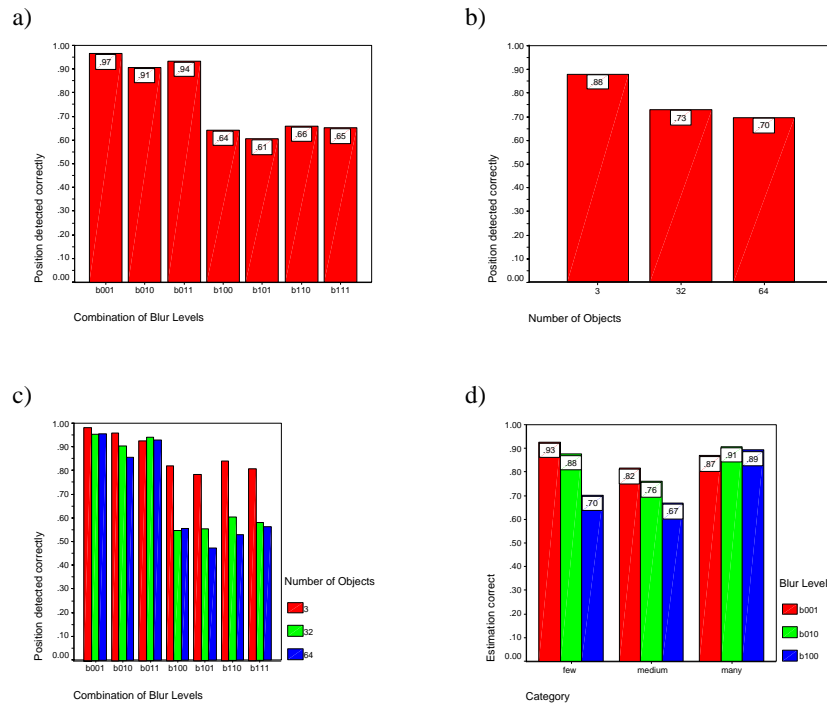 a)
1.00
.90
.80
.70
.60
.50
.40
.30
.20
.10
0.00
Position detected correctly
.97
.91
.94
.64
.61
.66
.65
b001
b010
b011
b100
b101
b110
b111
Combination of Blur Levels
b)
1.00
.90
.80
.70
.60
.50
.40
.30
.20
.10
0.00
Position detected correctly
.88
.73
.70
3
32
64
Number of Objects
c)
1.00
.90
.80
.70
.60
.50
.40
.30
.20
.10
0.00
Position detected correctly
b001
b010
b011
b100
b101
b110
b111
Combination of Blur Levels
Number of Objects
3
32
64
d)
1.00
.90
.80
.70
.60
.50
.40
.30
.20
.10
0.00
Estimation correct
.93
.88
.70
.82
.76
.67
.87
.91
.89
few
medium
many
Category
Blur Level
b001
b010
b100